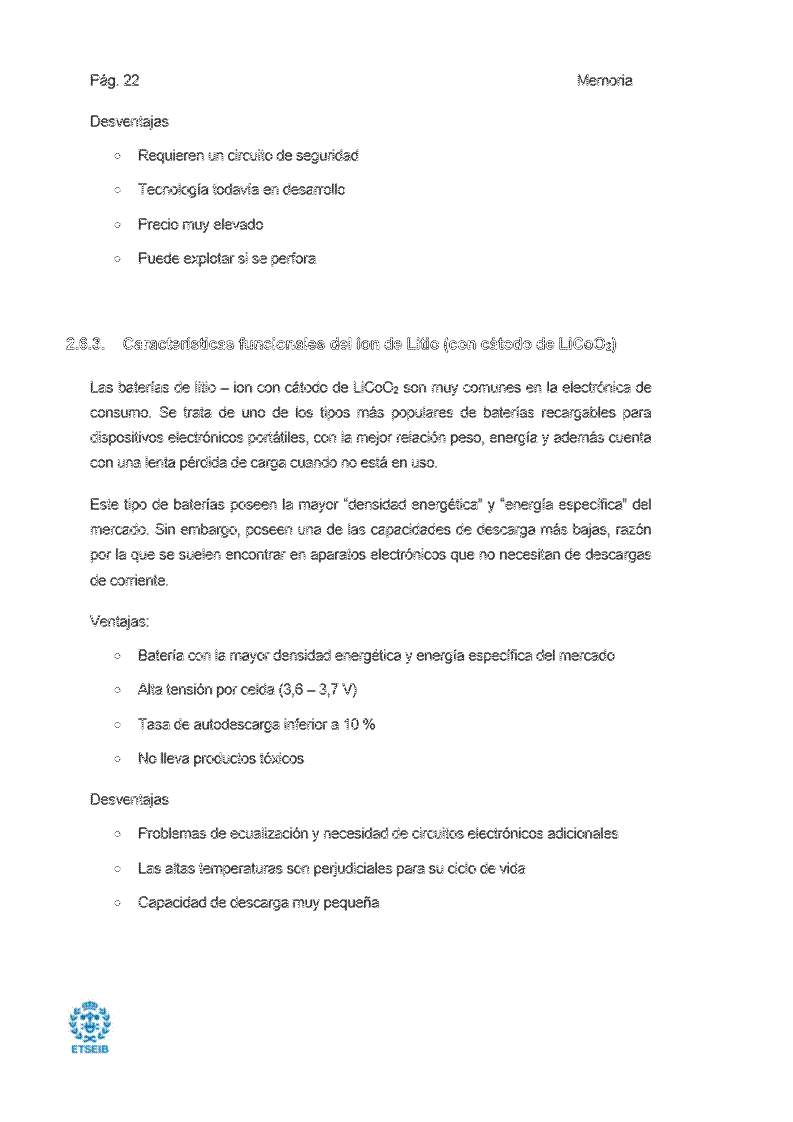 Pág. 22 Memoria
Desventajas
○ Requieren un circuito de seguridad
○ Tecnología todavía en desarrollo
○ Precio muy elevado
○ Puede explotar si se perfora
2.6.3. Características funcionales del ion de Litio (con cátodo de LiCoO₂)
Las baterías de litio – ion con cátodo de LiCoO₂ son muy comunes en la electrónica de
consumo. Se trata de uno de los tipos más populares de baterías recargables para
dispositivos electrónicos portátiles, con la mejor relación peso, energía y además cuenta
con una lenta pérdida de carga cuando no está en uso.
Este tipo de baterías poseen la mayor “densidad energética” y “energía específica” del
mercado. Sin embargo, poseen una de las capacidades de descarga más bajas, razón
por la que se suelen encontrar en aparatos electrónicos que no necesitan de descargas
de corriente.
Ventajas:
○ Batería con la mayor densidad energética y energía específica del mercado
○ Alta tensión por celda (3,6 – 3,7 V)
○ Tasa de autodescarga inferior a 10 %
○ No lleva productos tóxicos
Desventajas
○ Problemas de ecualización y necesidad de circuitos electrónicos adicionales
○ Las altas temperaturas son perjudiciales para su ciclo de vida
○ Capacidad de descarga muy pequeña
ETSEIB